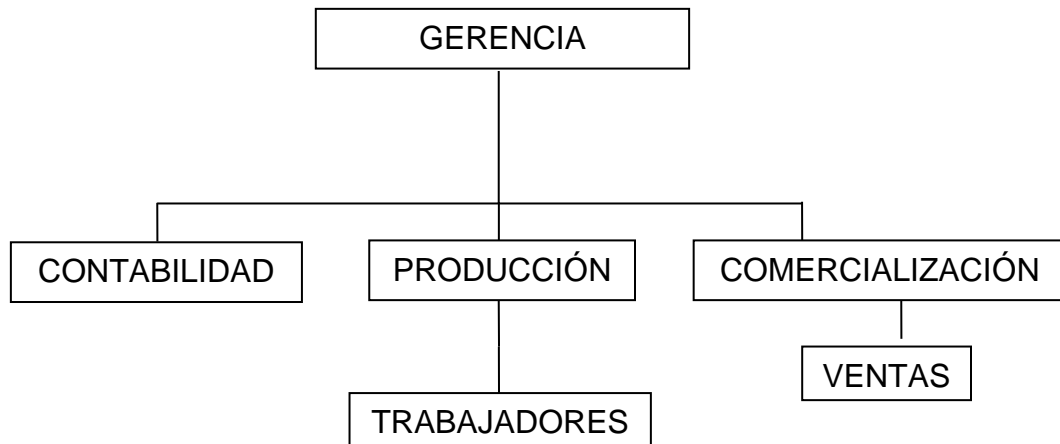 GERENCIA
CONTABILIDAD
PRODUCCIÓN
COMERCIALIZACIÓN
VENTAS
TRABAJADORES